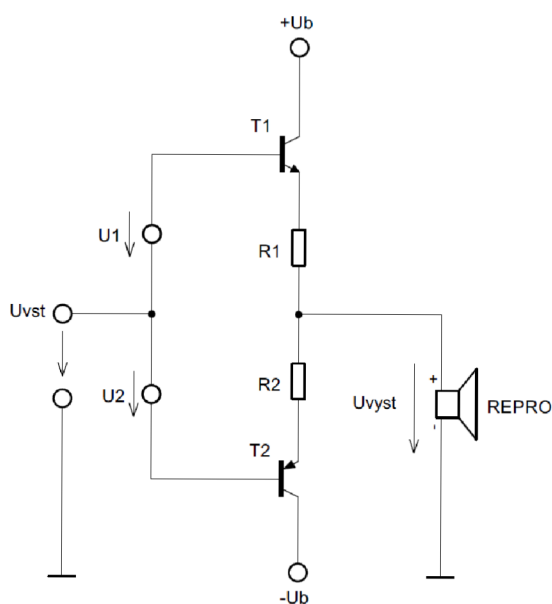 +Ub
T1
U1
R1
Uvst
U2
R2
Uvyst
+
-
REPRO
T2
-Ub